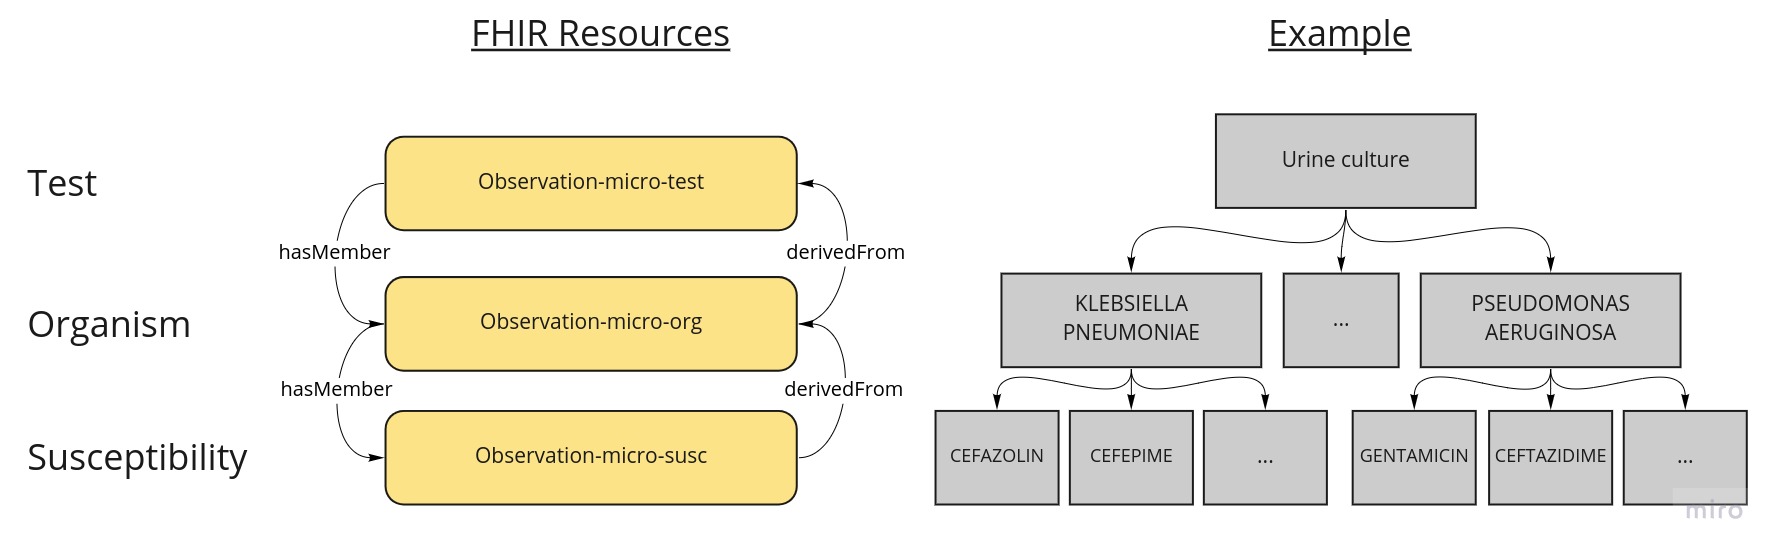 FHIR Resources
Example
Test
Observation-micro-test
Urine culture
hasMember
derivedFrom
Organism
Observation-micro-org
KLEBSIELLA
PNEUMONIAE
...
PSEUDOMONAS
AERUGINOSA
hasMember
derivedFrom
Susceptibility
Observation-micro-susc
CEFAZOLIN
CEFEPIME
...
GENTAMICIN
CEFTAZIDIME
...
miro